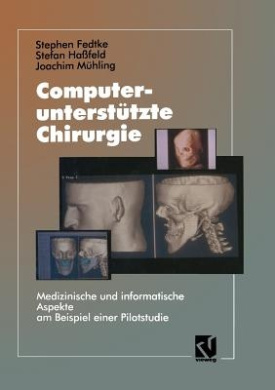 Stephen Fedtke
Stefan Haßfeld
Joachim Mühling
Computer-
unterstützte
Chirurgie
Medizinische und informatische
Aspekte
am Beispiel einer Pilotstudie
vieweg